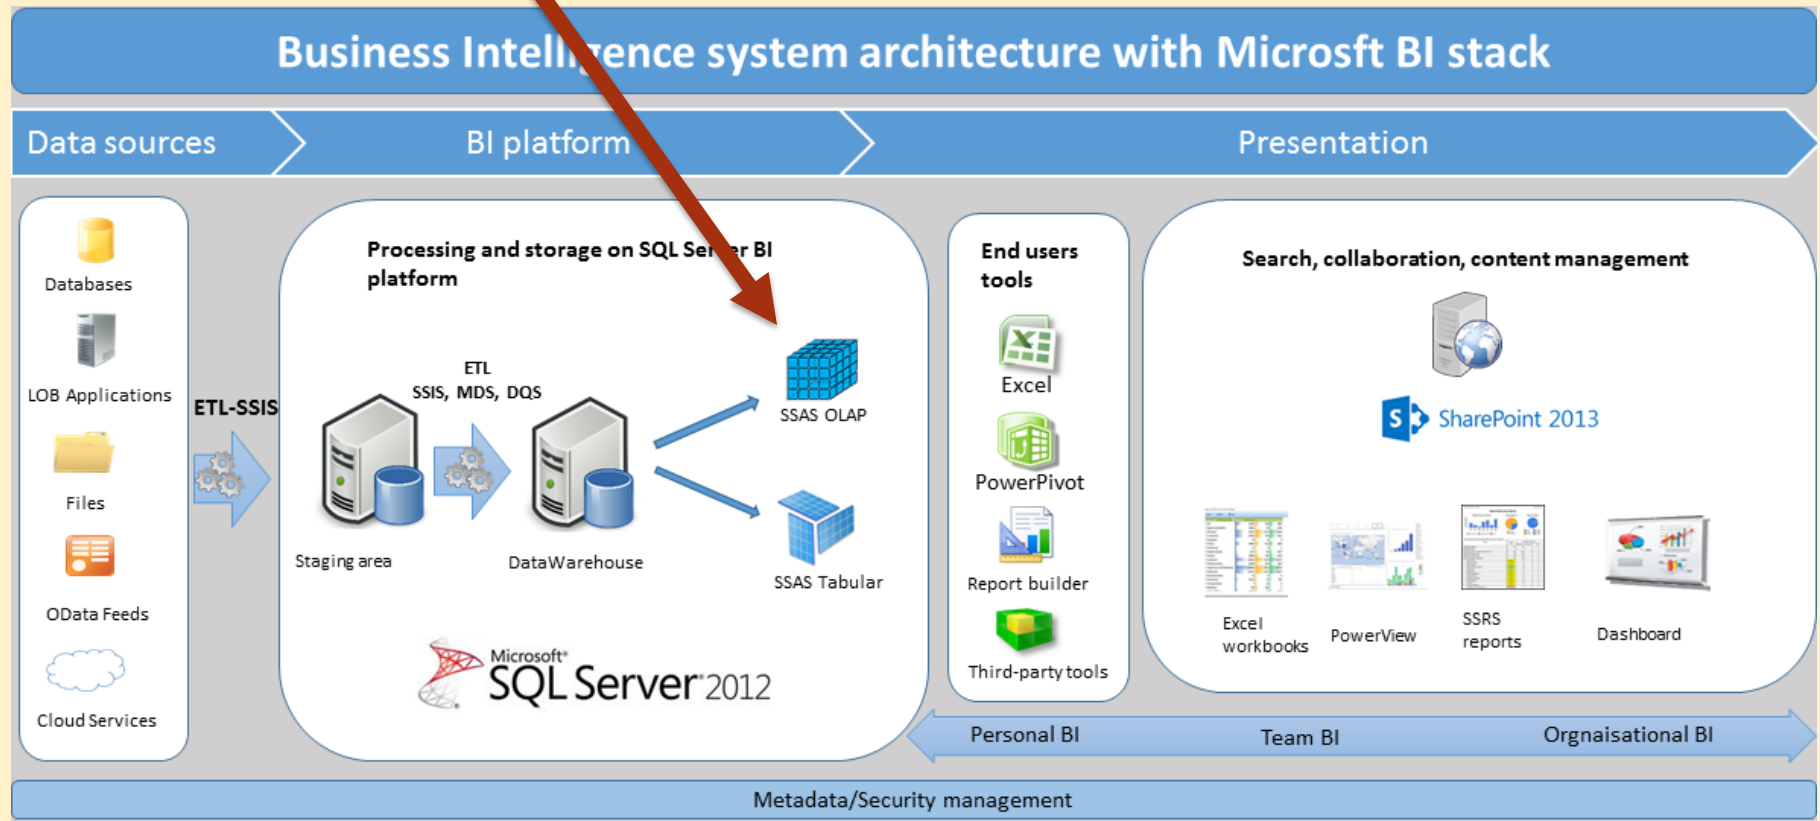 Business Intelligence system architecture with Microsft BI stack
Data sources
BI platform
Presentation
Databases
LOB Applications
Files
OData Feeds
Cloud Services
ETL-SSIS
Processing and storage on SQL Server BI
platform
ETL
SSIS, MDS, DQS
Staging area
DataWarehouse
SSAS OLAP
SSAS Tabular
Microsoft®
SQL Server® 2012
End users
tools
Excel
PowerPivot
Report builder
Third-party tools
Search, collaboration, content management
S
SharePoint 2013
Excel
workbooks
PowerView
SSRS
reports
Dashboard
Personal BI
Team BI
Orgnaisational BI
Metadata/Security management